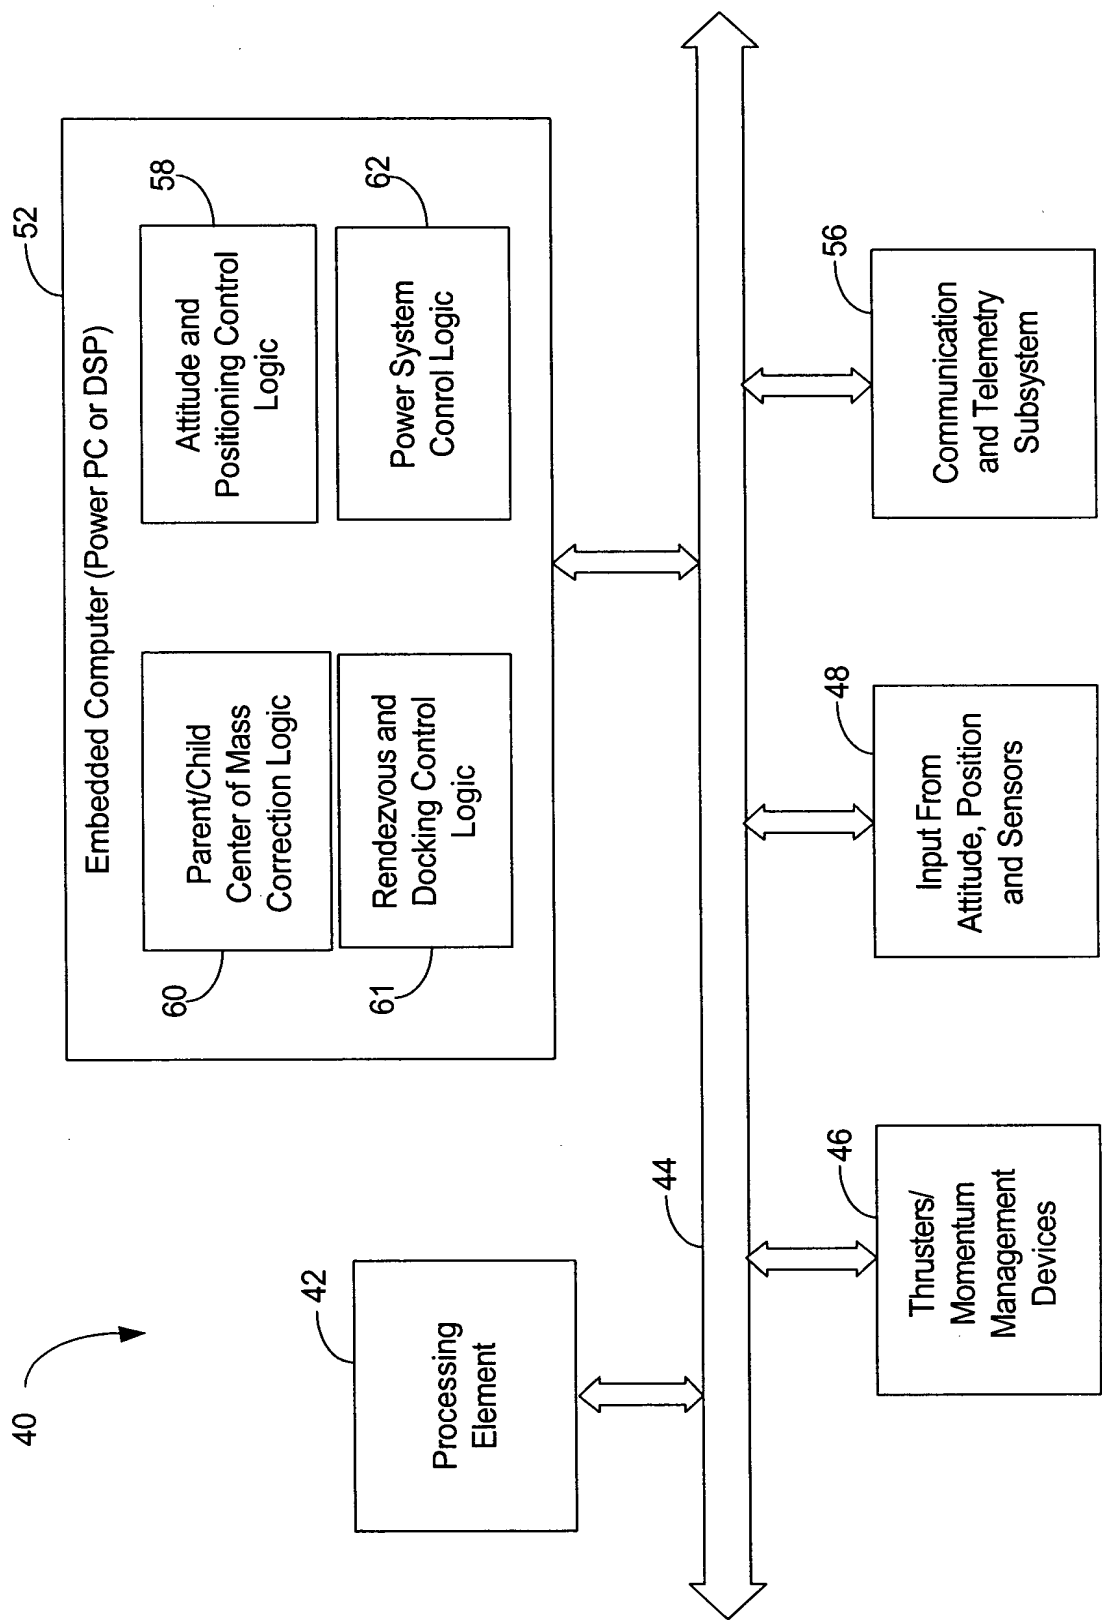 40
42
Processing
Element
52
Embedded Computer (Power PC or DSP)
60
Parent/Child
Center of Mass
Correction Logic
58
Attitude and
Positioning Control
Logic
61
Rendezvous and
Docking Control
Logic
62
Power System
Conrol Logic
44
46
Thrusters/
Momentum
Management
Devices
48
Input From
Attitude, Position
and Sensors
56
Communication
and Telemetry
Subsystem